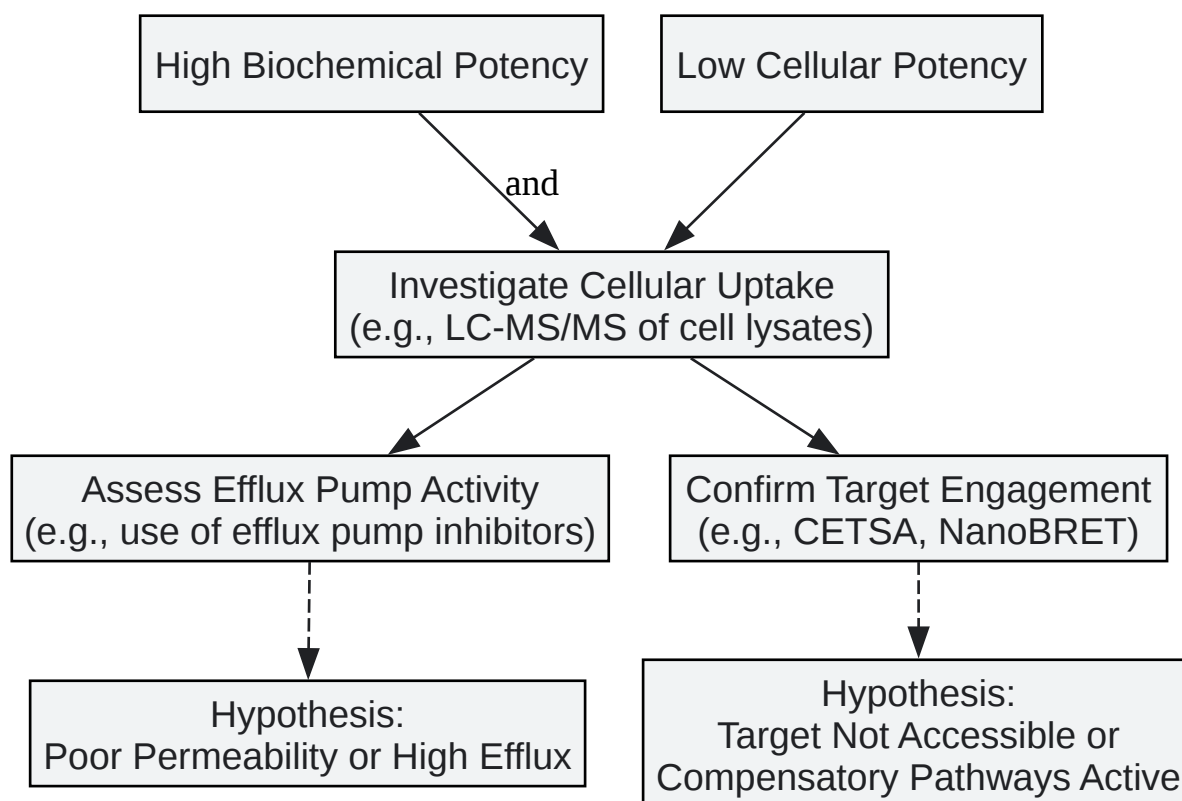 High Biochemical Potency
Low Cellular Potency
and
Investigate Cellular Uptake
(e.g., LC-MS/MS of cell lysates)
Assess Efflux Pump Activity
(e.g., use of efflux pump inhibitors)
Confirm Target Engagement
(e.g., CETSA, NanoBRET)
Hypothesis:
Poor Permeability or High Efflux
Hypothesis:
Target Not Accessible or
Compensatory Pathways Active